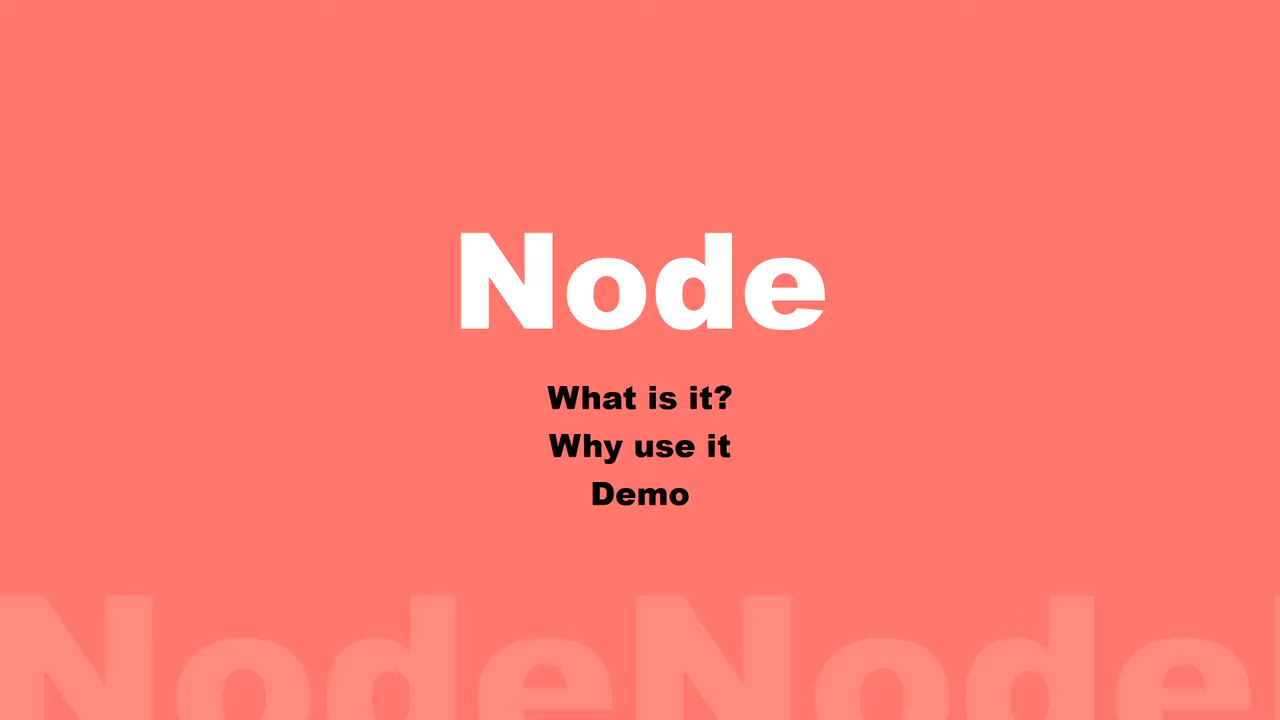 Node
What is it?
Why use it
Demo
NodeNode